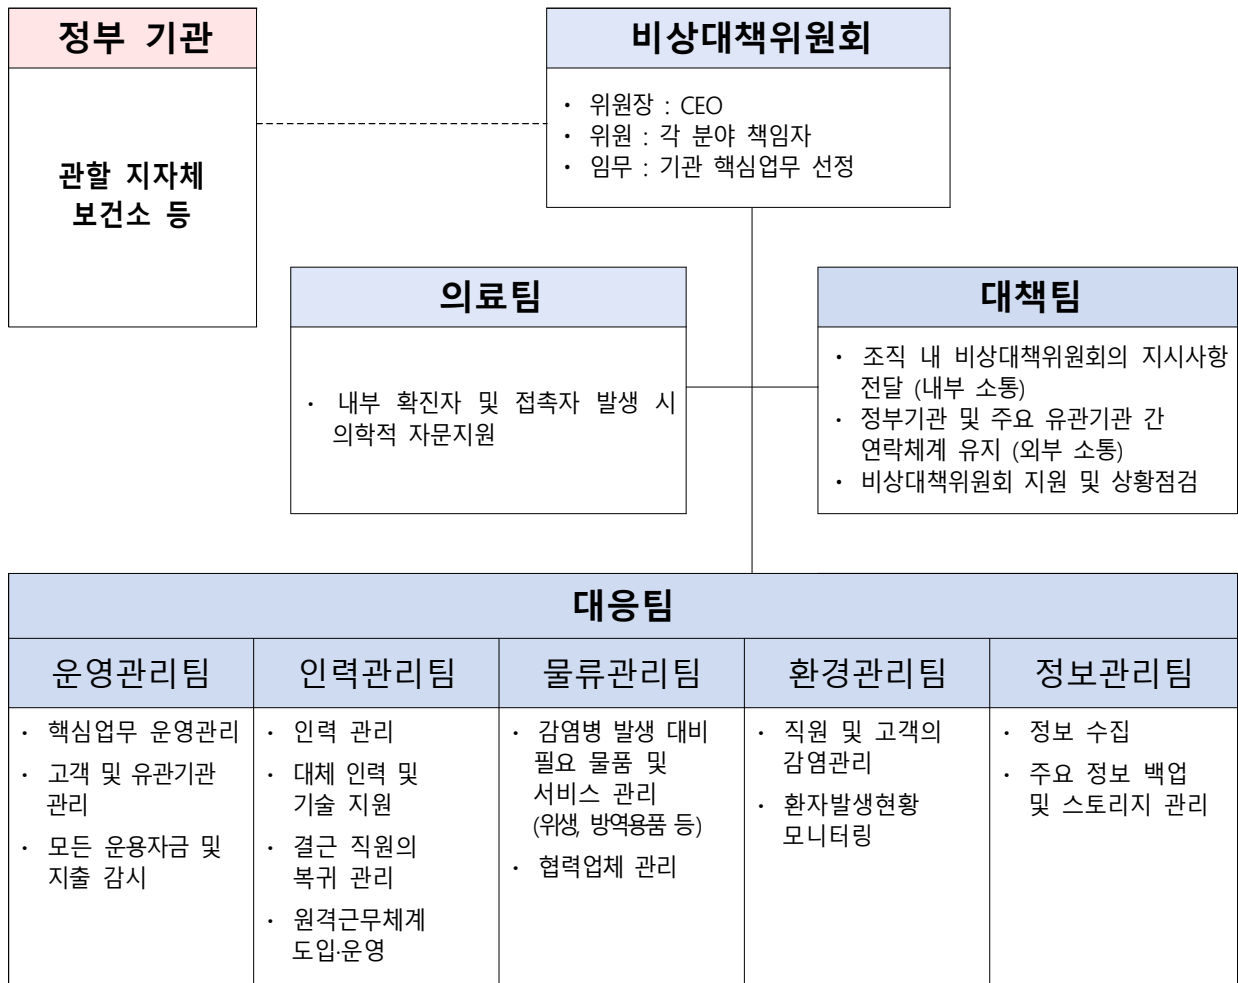 정부 기관
관할 지자체
보건소 등
비상대책위원회
· 위원장 : CEO
· 위원 : 각 분야 책임자
· 임무 : 기관 핵심업무 선정
의료팀
· 내부 확진자 및 접촉자 발생 시
의학적 자문지원
대책팀
· 조직 내 비상대책위원회의 지시사항
전달 (내부 소통)
· 정부기관 및 주요 유관기관 간
연락체계 유지 (외부 소통)
· 비상대책위원회 지원 및 상황점검
대응팀
운영관리팀
· 핵심업무 운영관리
· 고객 및 유관기관
관리
· 모든 운용자금 및
지출 감시
인력관리팀
· 인력 관리
· 대체 인력 및
기술 지원
· 결근 직원의
복귀 관리
· 원격근무체계
도입·운영
물류관리팀
· 감염병 발생 대비
필요 물품 및
서비스 관리
(위생, 방역용품 등)
· 협력업체 관리
환경관리팀
· 직원 및 고객의
감염관리
· 환자발생현황
모니터링
정보관리팀
· 정보 수집
· 주요 정보 백업
및 스토리지 관리